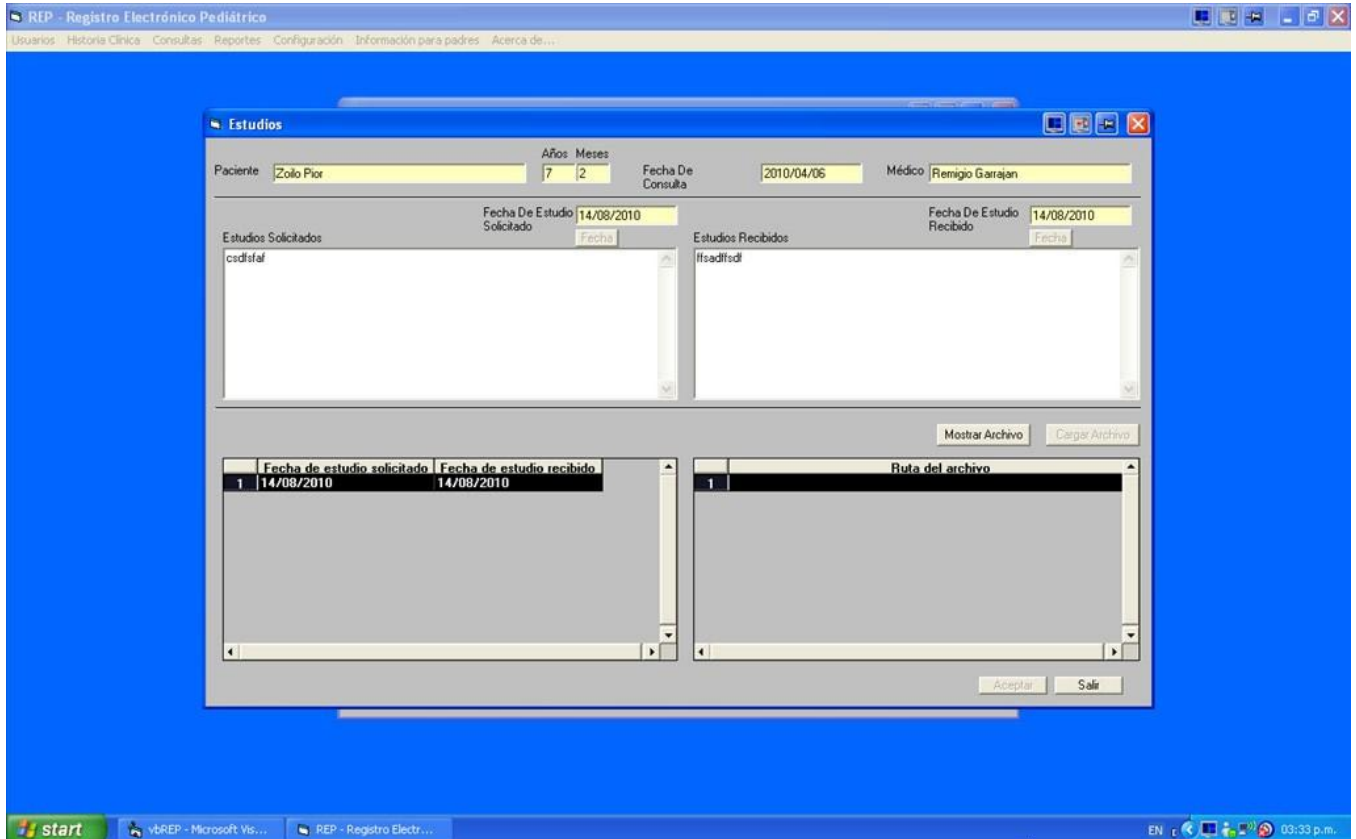 REP - Registro Electrónico Pediátrico
Usuarios Historia Clínica Consultas Reportes Configuración Información para padres Acerca de...
Estudios
Años Meses
Paciente Zoilo Pior 7 2 Fecha De Consulta 2010/04/06 Médico Remigio Garrajan
Fecha De Estudio Solicitado 14/08/2010 Fecha De Estudio Recibido 14/08/2010
Estudios Solicitados Fecha Estudios Recibidos Fecha
csdfsfaf ffsadffsdf
Mostrar Archivo Cargar Archivo
Fecha de estudio solicitado Fecha de estudio recibido Ruta del archivo
1 14/08/2010 14/08/2010 1
Aceptar Salir
start vbREP - Microsoft Vis... REP - Registro Electr... EN 03:33 p.m.